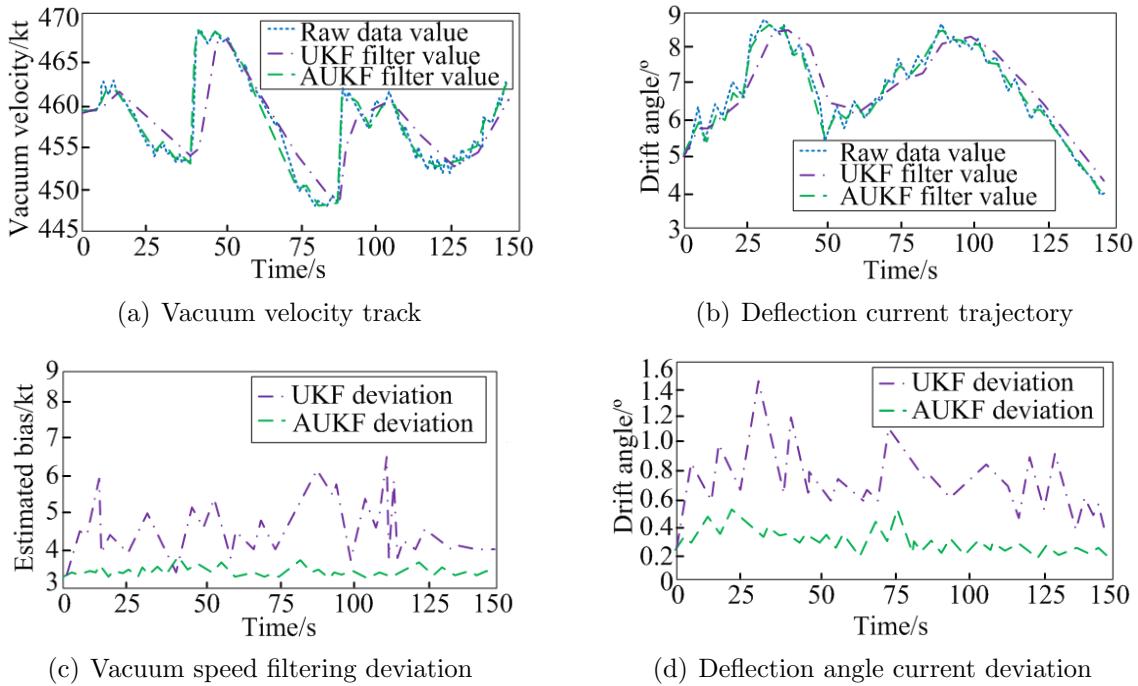 Vacuum velocity/kt
470
465
460
455
450
445
Raw data value
UKF filter value
AUKF filter value
0 25 50 75 100 125 150
Time/s
(a) Vacuum velocity track
Drift angle/º
9
8
7
6
5
4
3
Raw data value
UKF filter value
AUKF filter value
0 25 50 75 100 125 150
Time/s
(b) Deflection current trajectory
Estimated bias/kt
9
7
6
5
4
3
UKF deviation
AUKF deviation
0 25 50 75 100 125 150
Time/s
(c) Vacuum speed filtering deviation
Drift angle/º
1.6
1.4
1.2
1.0
0.8
0.6
0.4
0.2
0
UKF deviation
AUKF deviation
0 25 50 75 100 125 150
Time/s
(d) Deflection angle current deviation